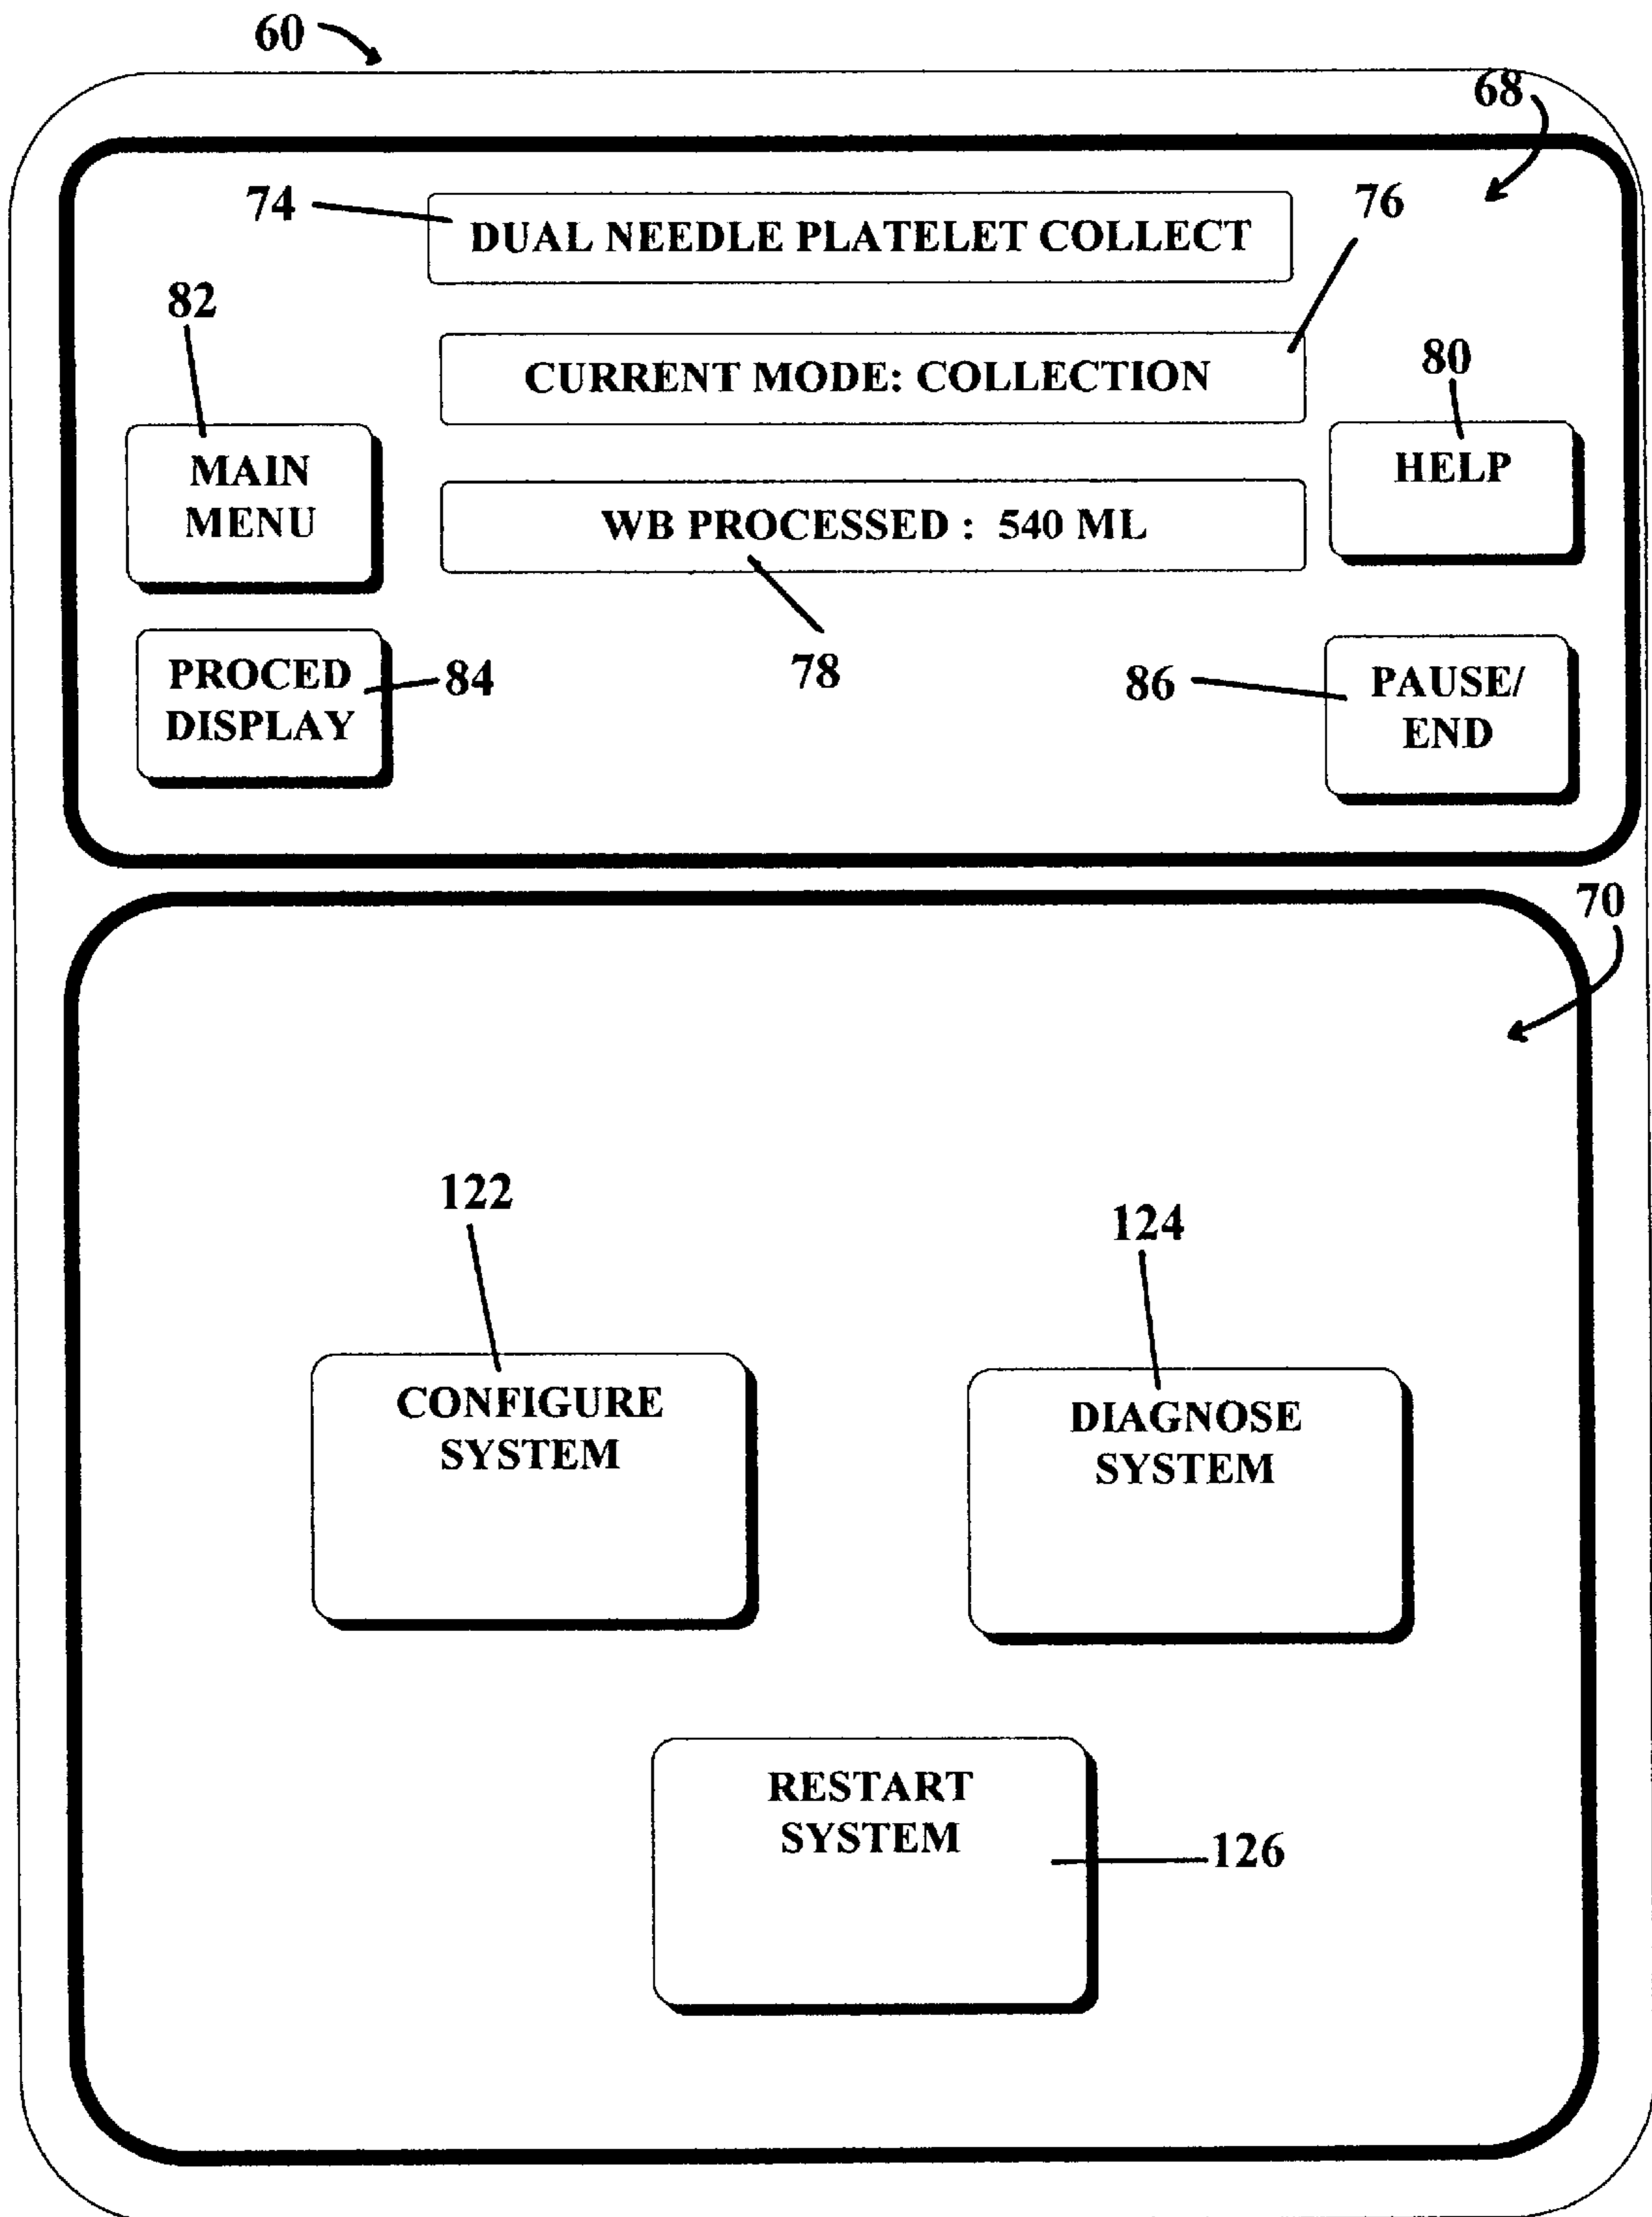 60
68
74
DUAL NEEDLE PLATELET COLLECT
76
82
CURRENT MODE: COLLECTION
80
MAIN
MENU
HELP
WB PROCESSED : 540 ML
PROCED
DISPLAY
84
78
86
PAUSE/
END
70
122
124
CONFIGURE
SYSTEM
DIAGNOSE
SYSTEM
RESTART
SYSTEM
126